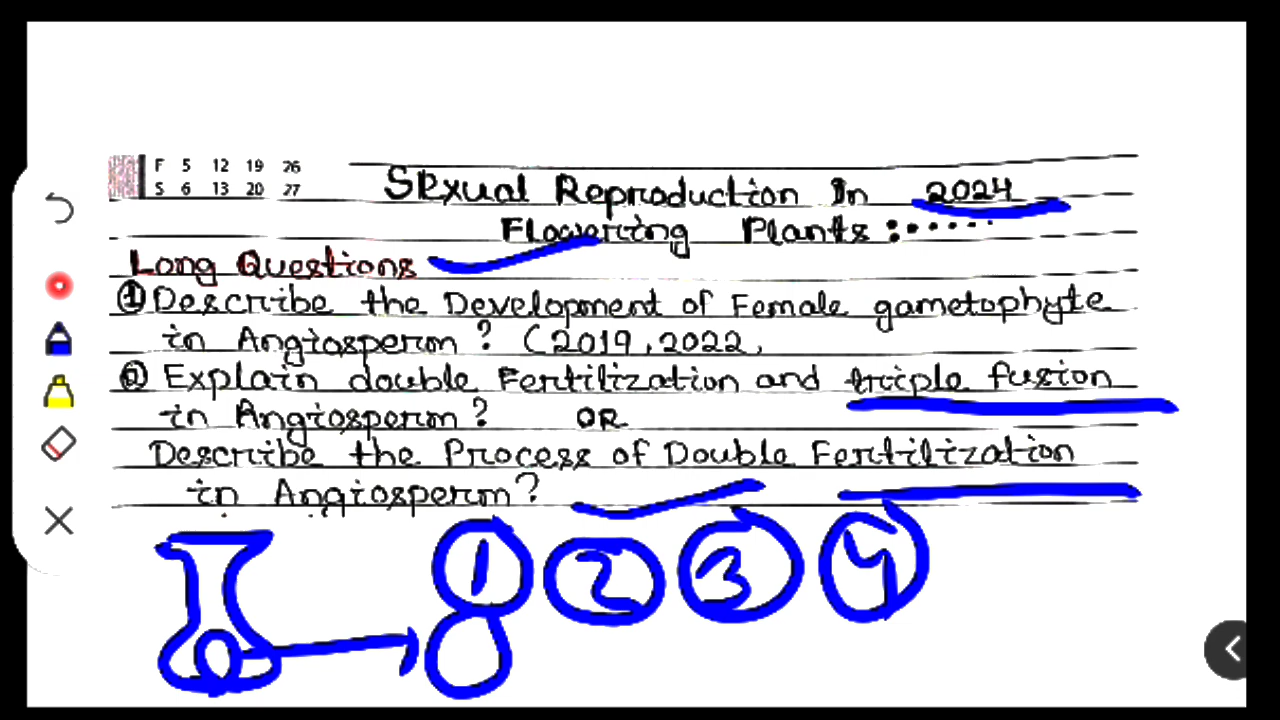 F 5 12 19 26
S 6 13 20 27
Sexual Reproduction In 2024
Flowering Plants :.....
Long Questions
① Describe the Development of Female gametophyte
in Angiosperm ? (2019, 2022,
② Explain double Fertilization and triple fusion
in Angiosperm ? OR
Describe the Process of Double Fertilization
in Angiosperm ?
① ② ③ ④